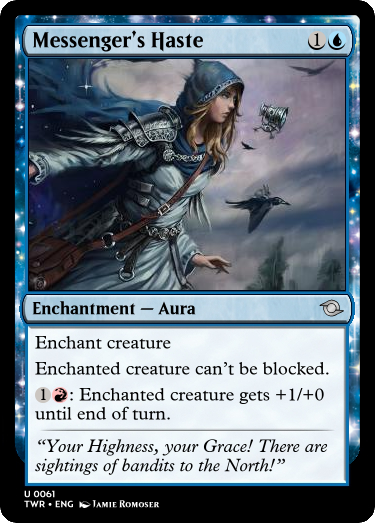 Messenger's Haste 1
Enchantment — Aura
Enchant creature
Enchanted creature can't be blocked.
1: Enchanted creature gets +1/+0
until end of turn.
"Your Highness, your Grace! There are
sightings of bandits to the North!"
U 0061
TWR • ENG Jamie Romoser